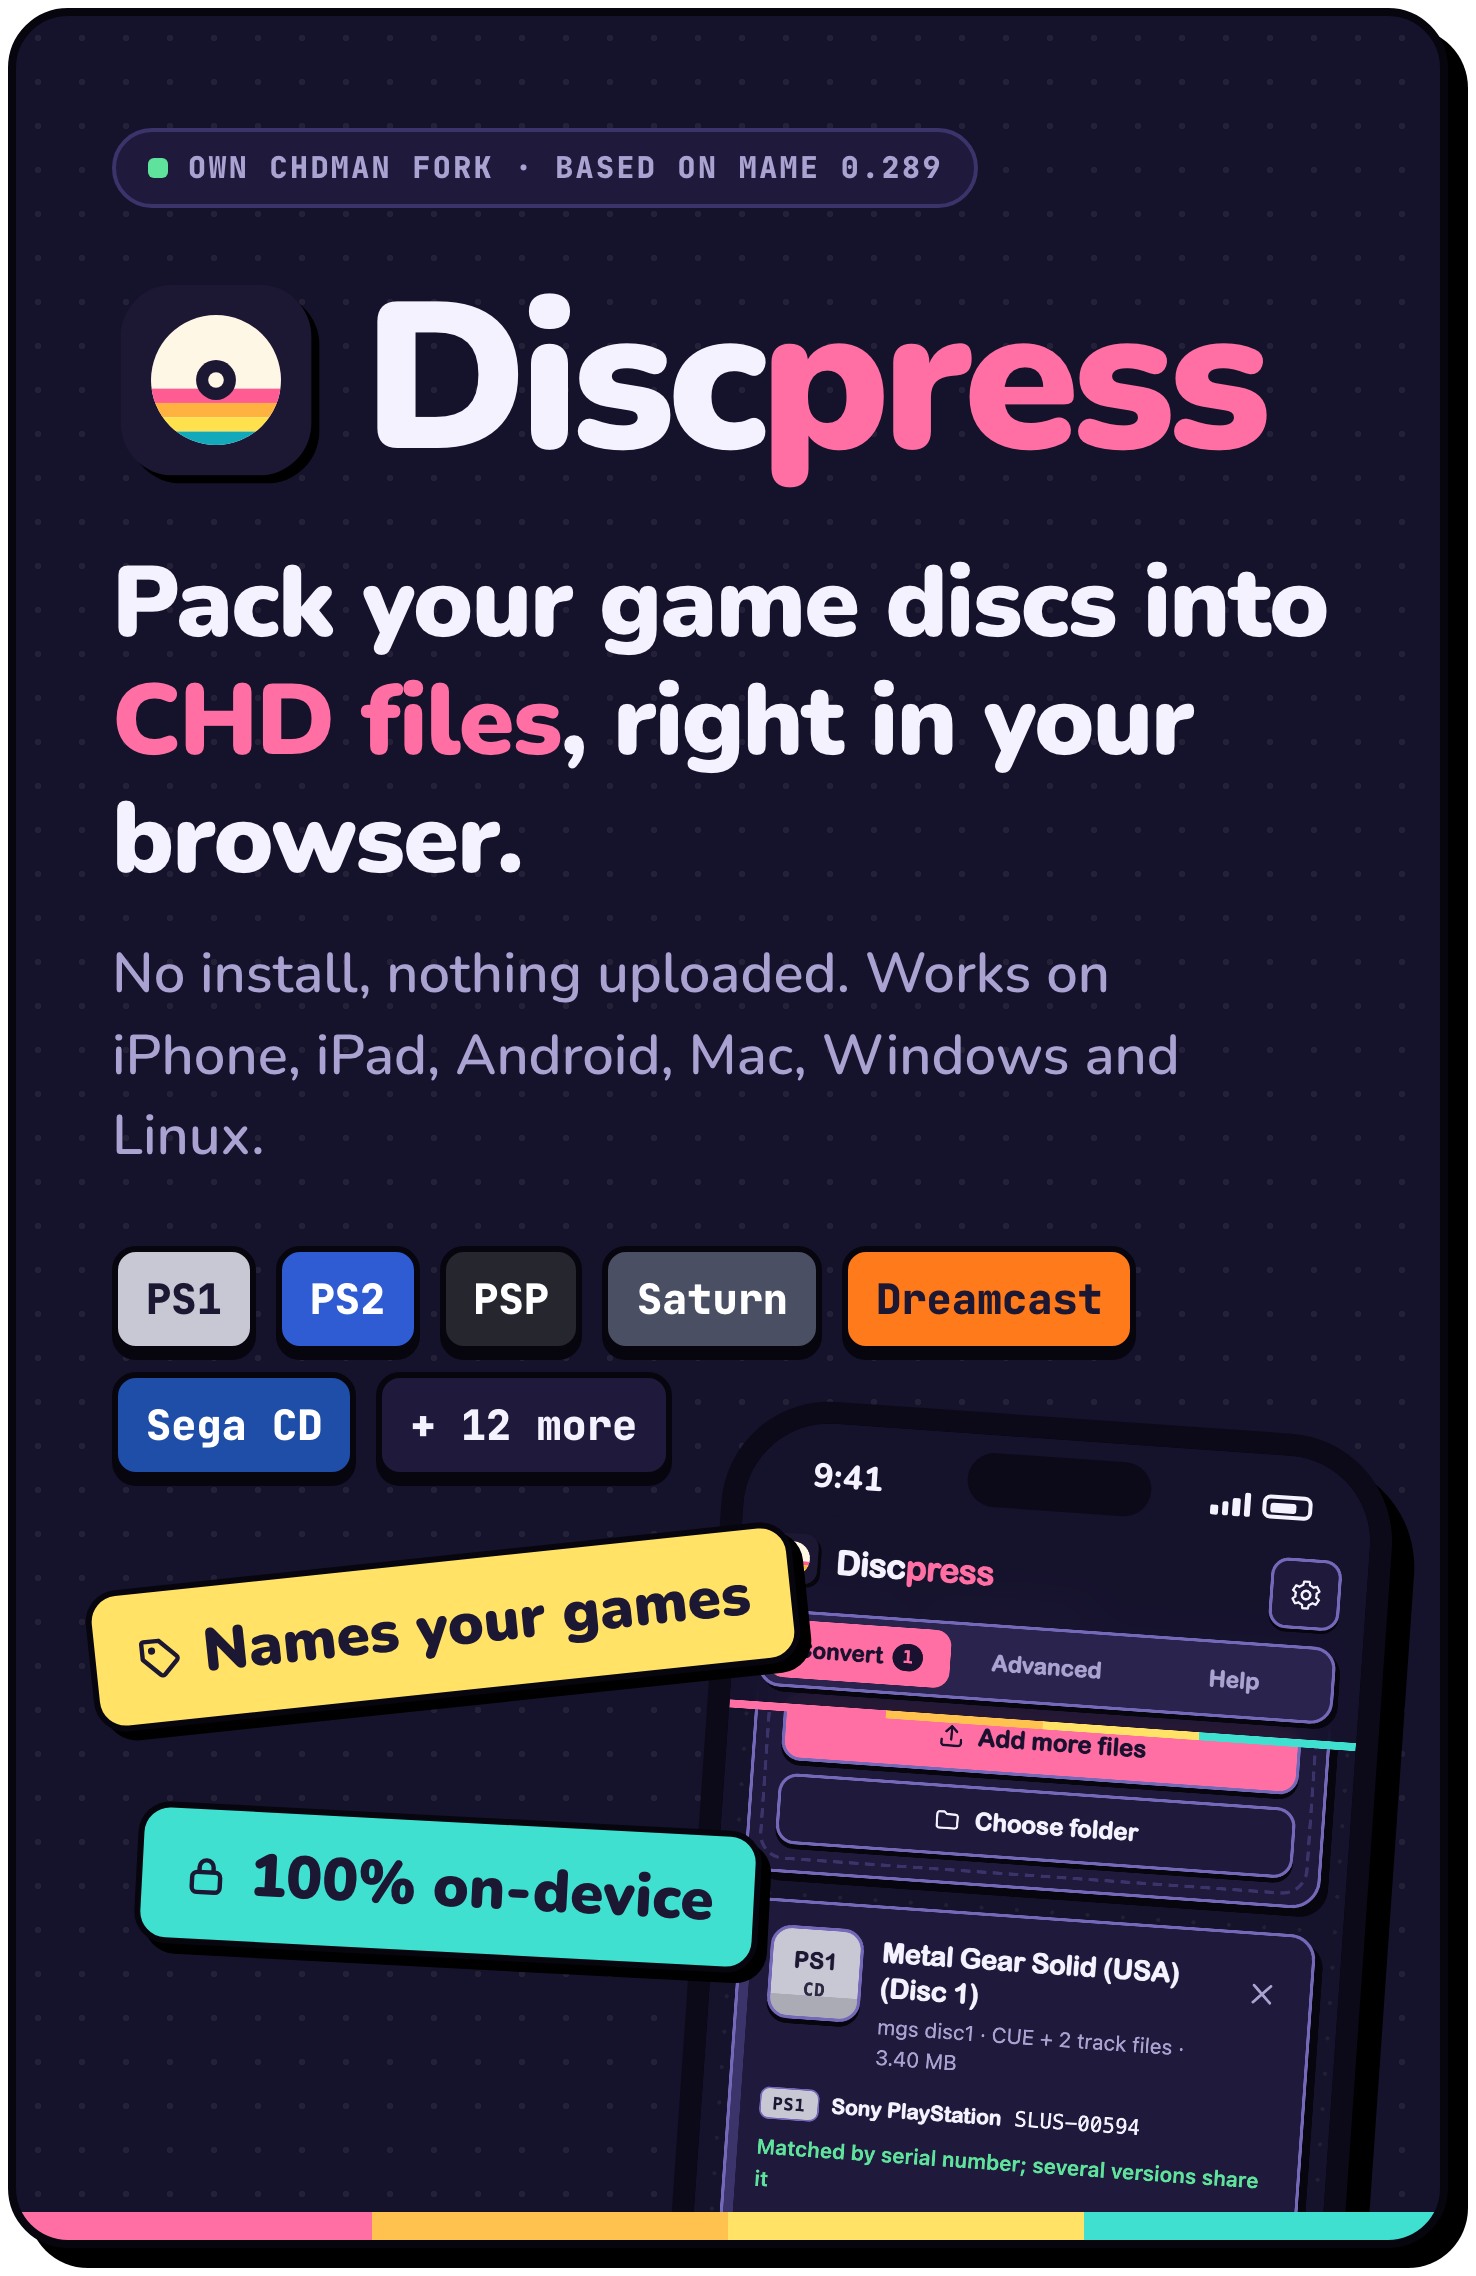 OWN CHDMAN FORK · BASED ON MAME 0.289
Discpress
Pack your game discs into
CHD files, right in your
browser.
No install, nothing uploaded. Works on
iPhone, iPad, Android, Mac, Windows and
Linux.
PS1 PS2 PSP Saturn Dreamcast
Sega CD + 12 more
9:41
Names your games
Discpress
onvert 1 Advanced Help
Add more files
Choose folder
100% on-device
PS1
CD
Metal Gear Solid (USA)
(Disc 1)
mgs disc1 · CUE + 2 track files ·
3.40 MB
PS1 Sony PlayStation SLUS-00594
Matched by serial number; several versions share
it